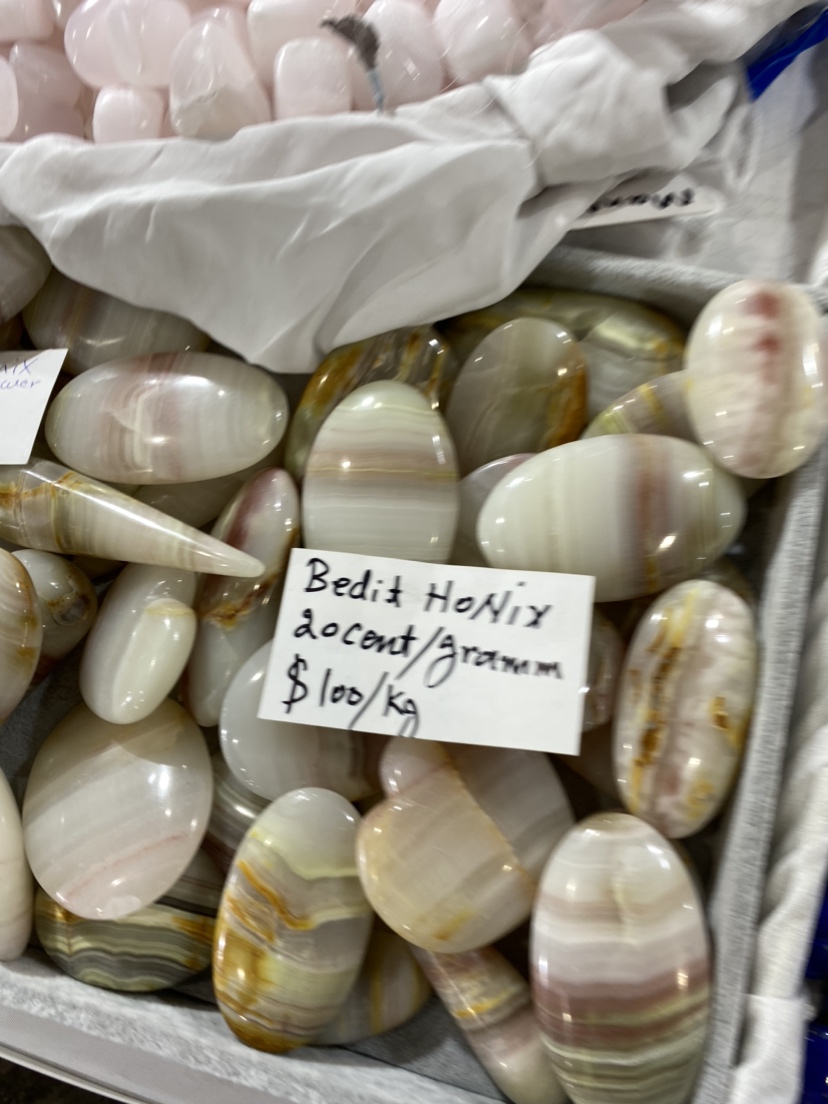 Bedit HoNix
20cent/gramm
$100/kg